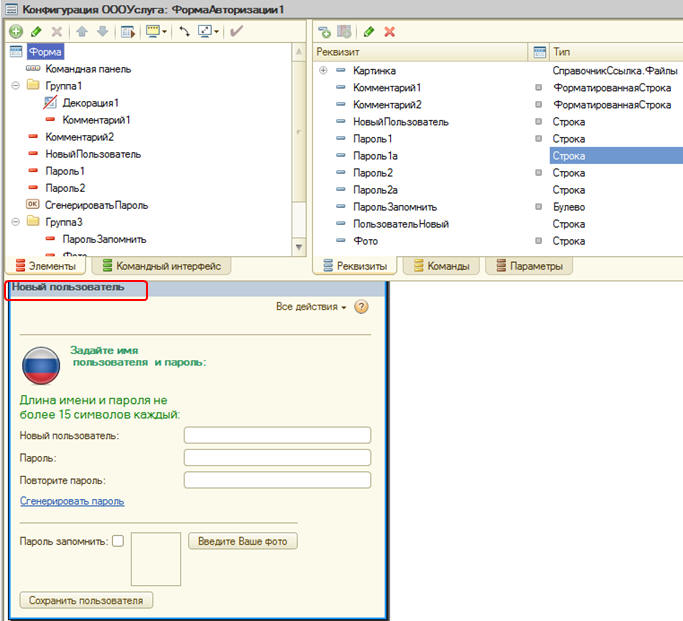 Конфигурация ОООУслуга: ФормаАвторизации1
Форма
Командная панель
Группа1
Декорация1
Комментарий1
Комментарий2
НовыйПользователь
Пароль1
Пароль2
OK СгенерироватьПароль
Группа3
ПарольЗапомнить
Фото
Элементы Командный интерфейс
Реквизит Тип
Картинка СправочникСсылка.Файлы
Комментарий1 ФорматированнаяСтрока
Комментарий2 ФорматированнаяСтрока
НовыйПользователь Строка
Пароль1 Строка
Пароль1а Строка
Пароль2 Строка
Пароль2а Строка
ПарольЗапомнить Булево
ПользовательНовый Строка
Фото Строка
Реквизиты Команды Параметры
Новый пользователь
Все действия ?
Задайте имя
пользователя и пароль:
Длина имени и пароля не
более 15 символов каждый:
Новый пользователь:
Пароль:
Повторите пароль:
Сгенерировать пароль
Пароль запомнить: Введите Ваше фото
Сохранить пользователя